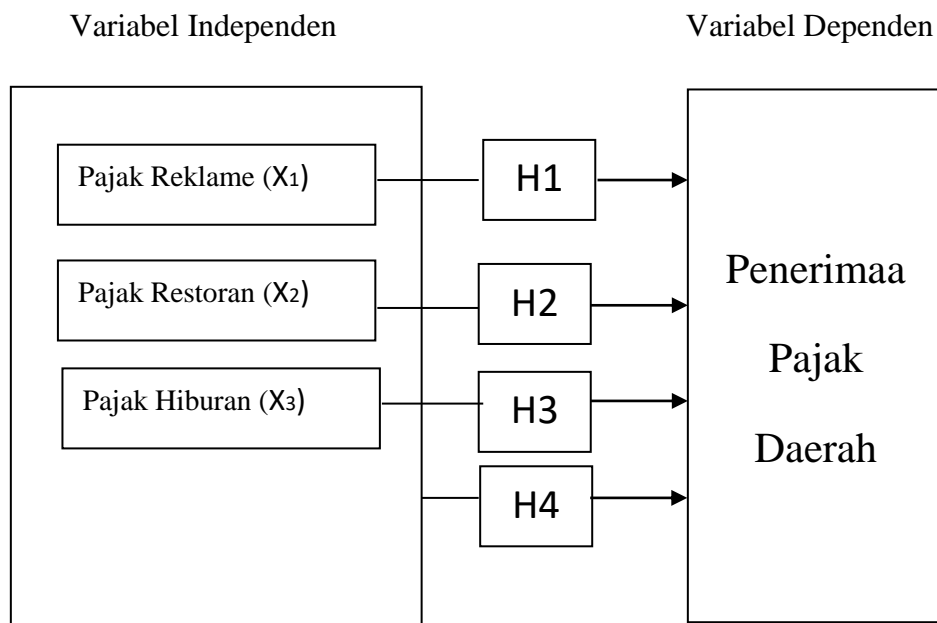 Variabel Independen
Variabel Dependen
Pajak Reklame (X₁)
H1
Pajak Restoran (X₂)
H2
Pajak Hiburan (X₃)
H3
H4
Penerimaa
Pajak
Daerah